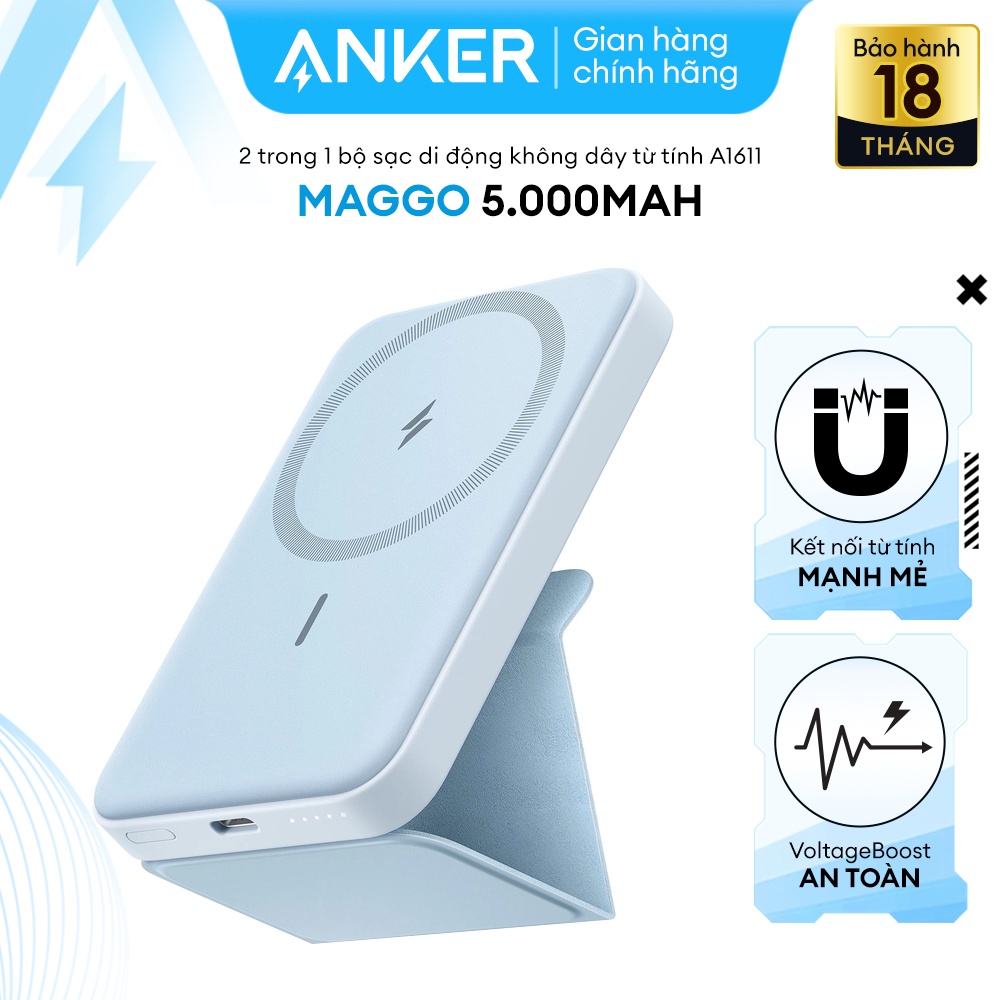 ANKER
Gian hàng
chính hãng
Bảo hành
18
THÁNG
2 trong 1 bộ sạc di động không dây từ tính A1611
MAGGO 5.000MAH
Kết nối từ tính
MẠNH MẺ
VoltageBoost
AN TOÀN